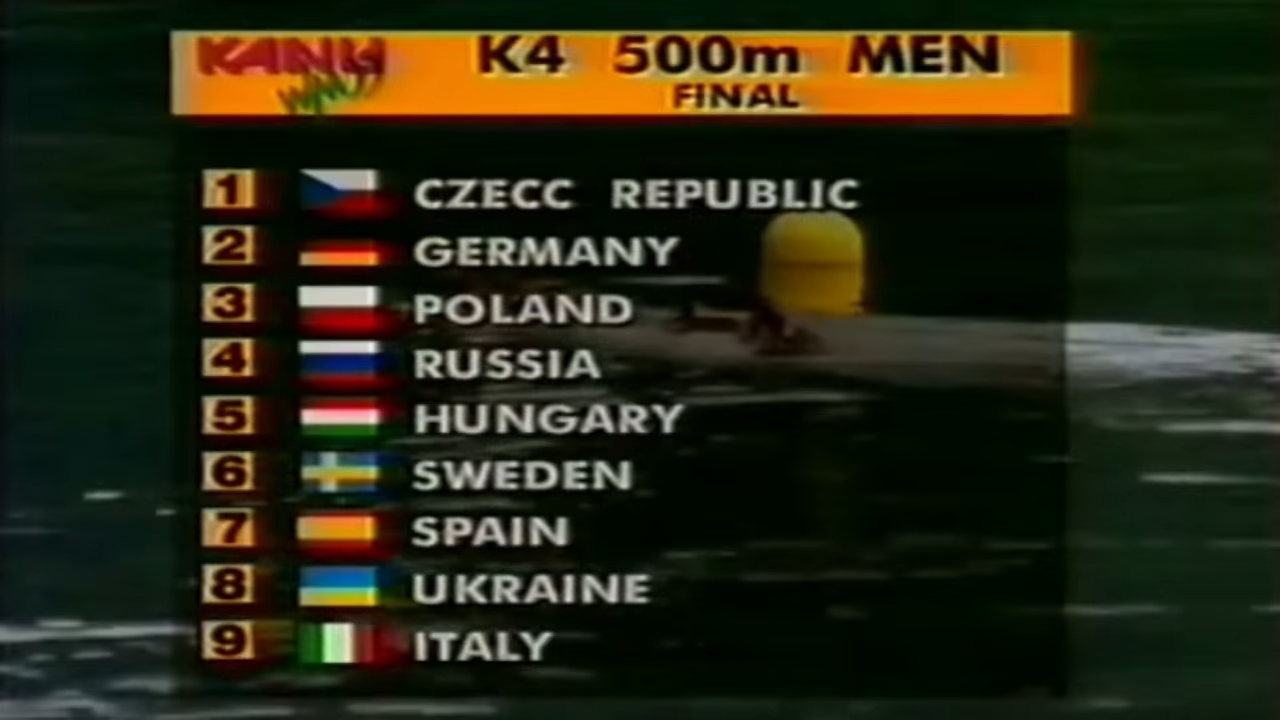 KANU K4 500m MEN
FINAL
1 CZECC REPUBLIC
2 GERMANY
3 POLAND
4 RUSSIA
5 HUNGARY
6 SWEDEN
7 SPAIN
8 UKRAINE
9 ITALY